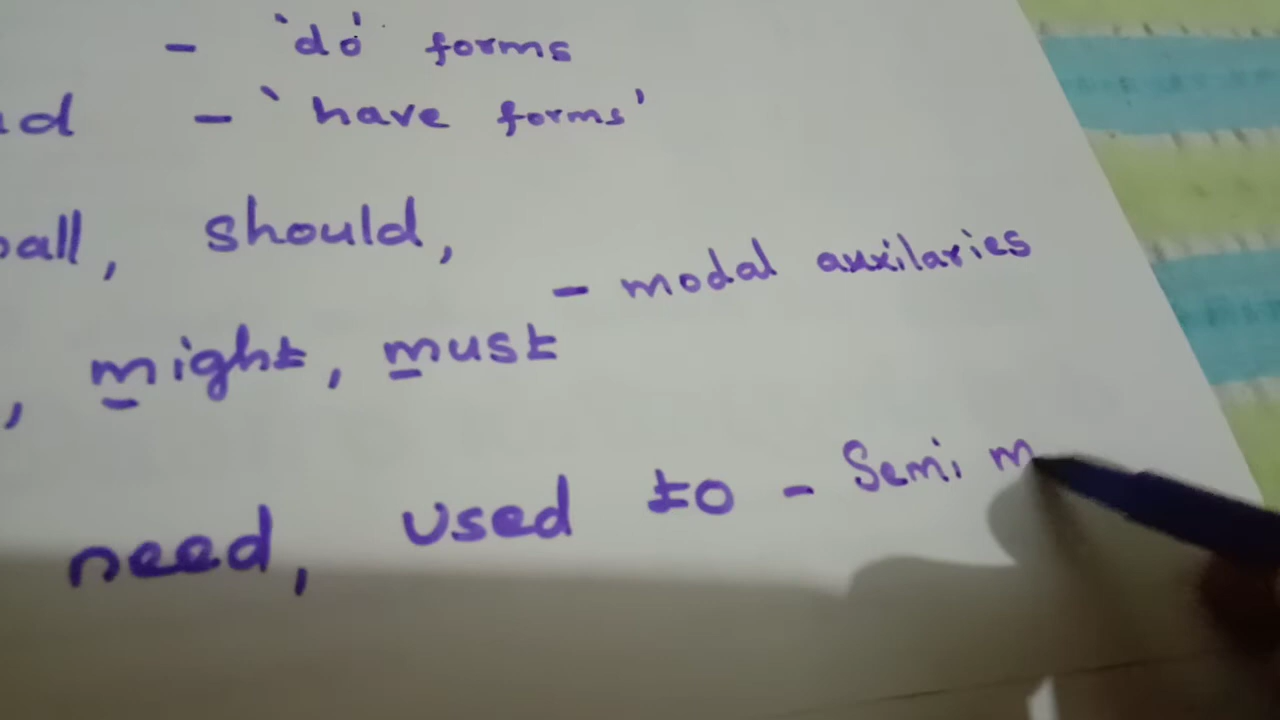 - 'do' forms
- 'have forms'
should,
- modal auxilaries
, might, must
need, used to - Semi m